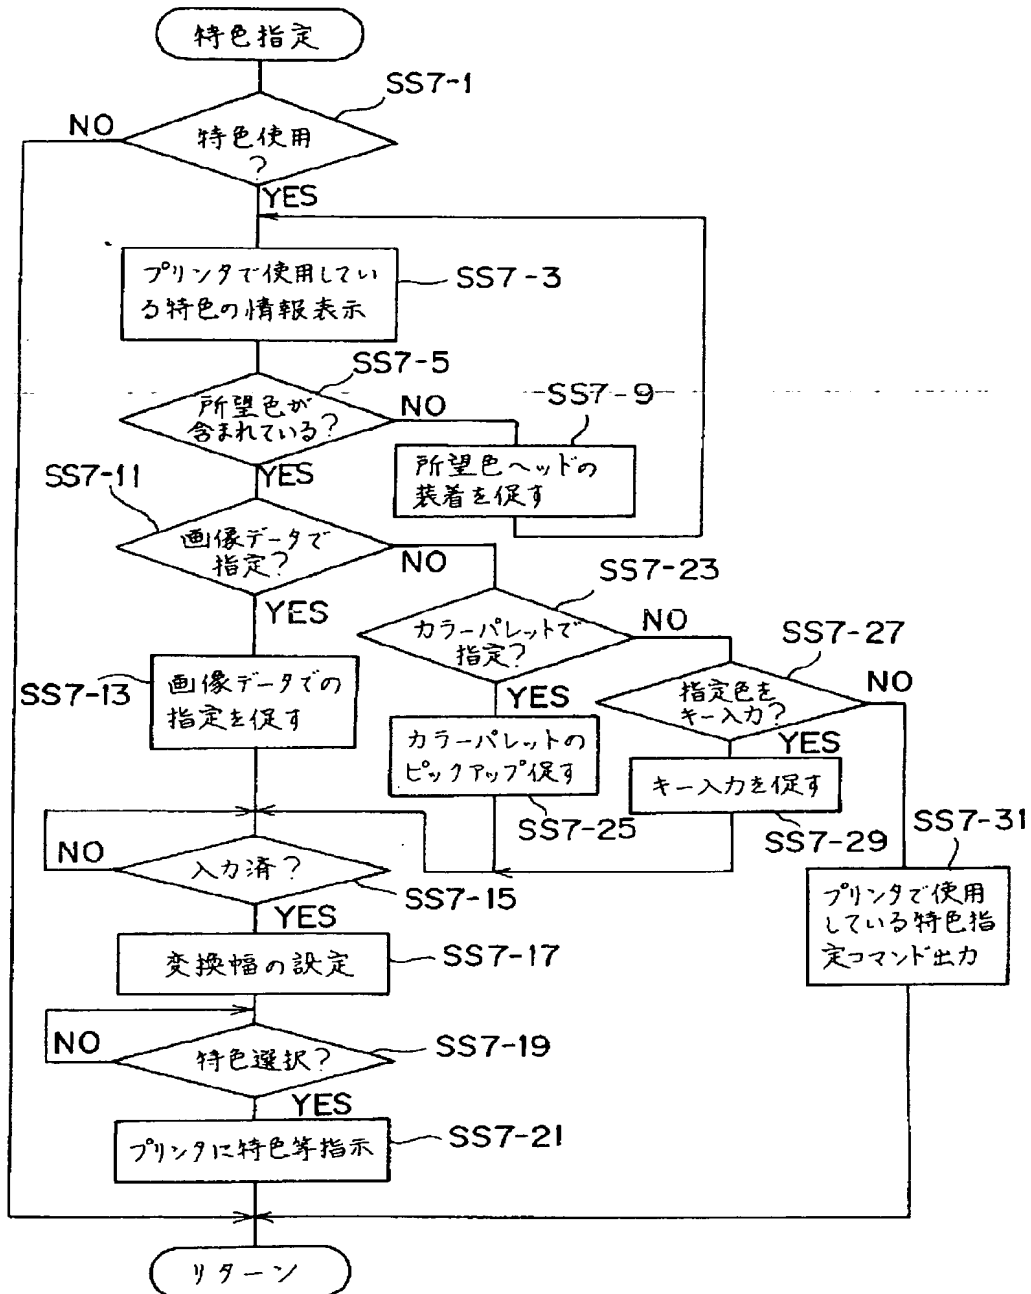 特色指定
SS7-1
NO
特色使用
?
YES
プリンタで使用してい
る特色の情報表示
SS7-3
SS7-5
所望色が
含まれている?
NO
SS7-9
所望色ヘッドの
装着を促す
YES
SS7-11
画像データで
指定?
NO
YES
SS7-23
カラーパレットで
指定?
NO
SS7-27
SS7-13
画像データでの
指定を促す
YES
指定色を
キー入力?
NO
カラーパレットの
ピックアップ促す
YES
キー入力を促す
SS7-25
SS7-29
SS7-31
NO
入力済?
SS7-15
プリンタで使用
している特色指
定コマンド出力
YES
変換幅の設定
SS7-17
NO
特色選択?
SS7-19
YES
プリンタに特色等指示
SS7-21
リターン